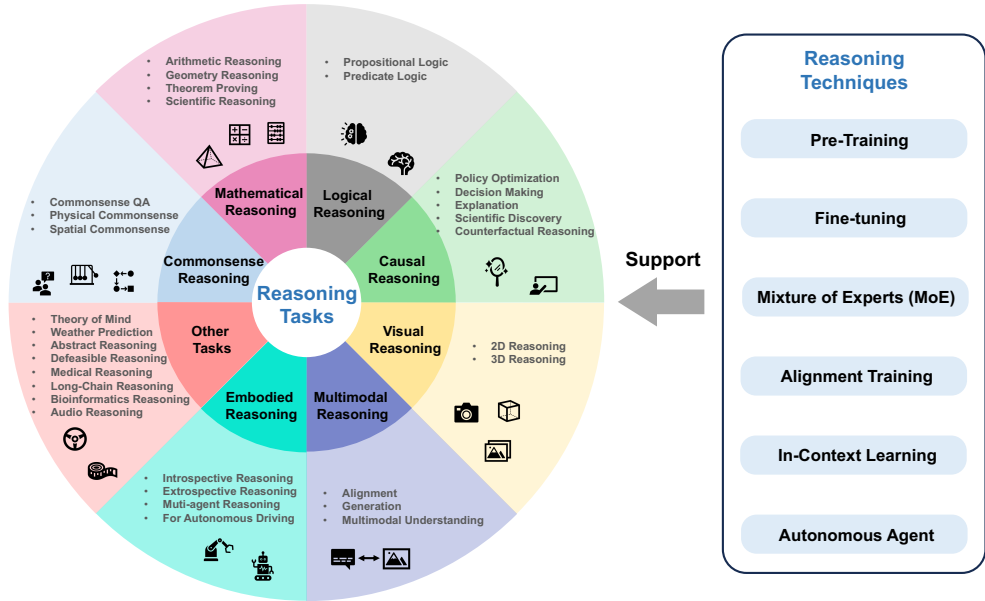 Arithmetic Reasoning
Geometry Reasoning
Theorem Proving
Scientific Reasoning
Propositional Logic
Predicate Logic
Commonsense QA
Physical Commonsense
Spatial Commonsense
Policy Optimization
Decision Making
Explanation
Scientific Discovery
Counterfactual Reasoning
Mathematical
Reasoning
Logical
Reasoning
Commonsense
Reasoning
Causal
Reasoning
Reasoning
Tasks
Other
Tasks
Visual
Reasoning
Embodied
Reasoning
Multimodal
Reasoning
Theory of Mind
Weather Prediction
Abstract Reasoning
Defeasible Reasoning
Medical Reasoning
Long-Chain Reasoning
Bioinformatics Reasoning
Audio Reasoning
2D Reasoning
3D Reasoning
Introspective Reasoning
Extrospective Reasoning
Muti-agent Reasoning
For Autonomous Driving
Alignment
Generation
Multimodal Understanding
Support
Reasoning
Techniques
Pre-Training
Fine-tuning
Mixture of Experts (MoE)
Alignment Training
In-Context Learning
Autonomous Agent